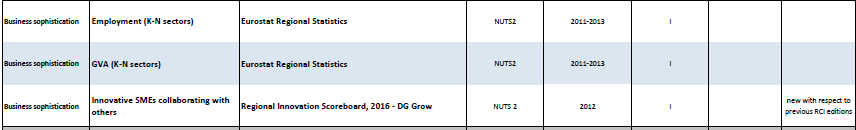 Business sophistication Employment (K-N sectors) Eurostat Regional Statistics NUTS2 2011-2013 I
Business sophistication GVA (K-N sectors) Eurostat Regional Statistics NUTS2 2011-2013 I
Business sophistication Innovative SMEs collaborating with others Regional Innovation Scoreboard, 2016 - DG Grow NUTS 2 2012 I new with respect to previous RCI editions